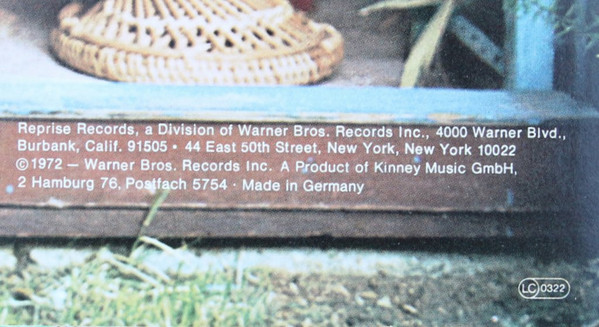 Reprise Records, a Division of Warner Bros. Records Inc., 4000 Warner Blvd.,
Burbank, Calif. 91505 • 44 East 50th Street, New York, New York 10022
©1972 — Warner Bros. Records Inc. A Product of Kinney Music GmbH,
2 Hamburg 76, Postfach 5754 · Made in Germany
LC 0322